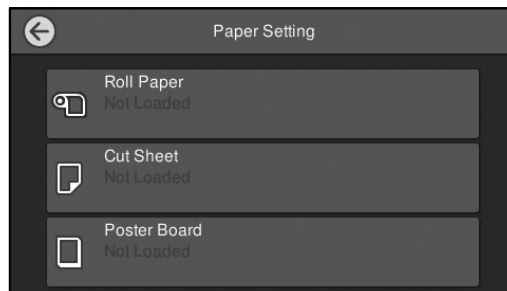 Paper Setting
Roll Paper
Not Loaded
Cut Sheet
Not Loaded
Poster Board
Not Loaded